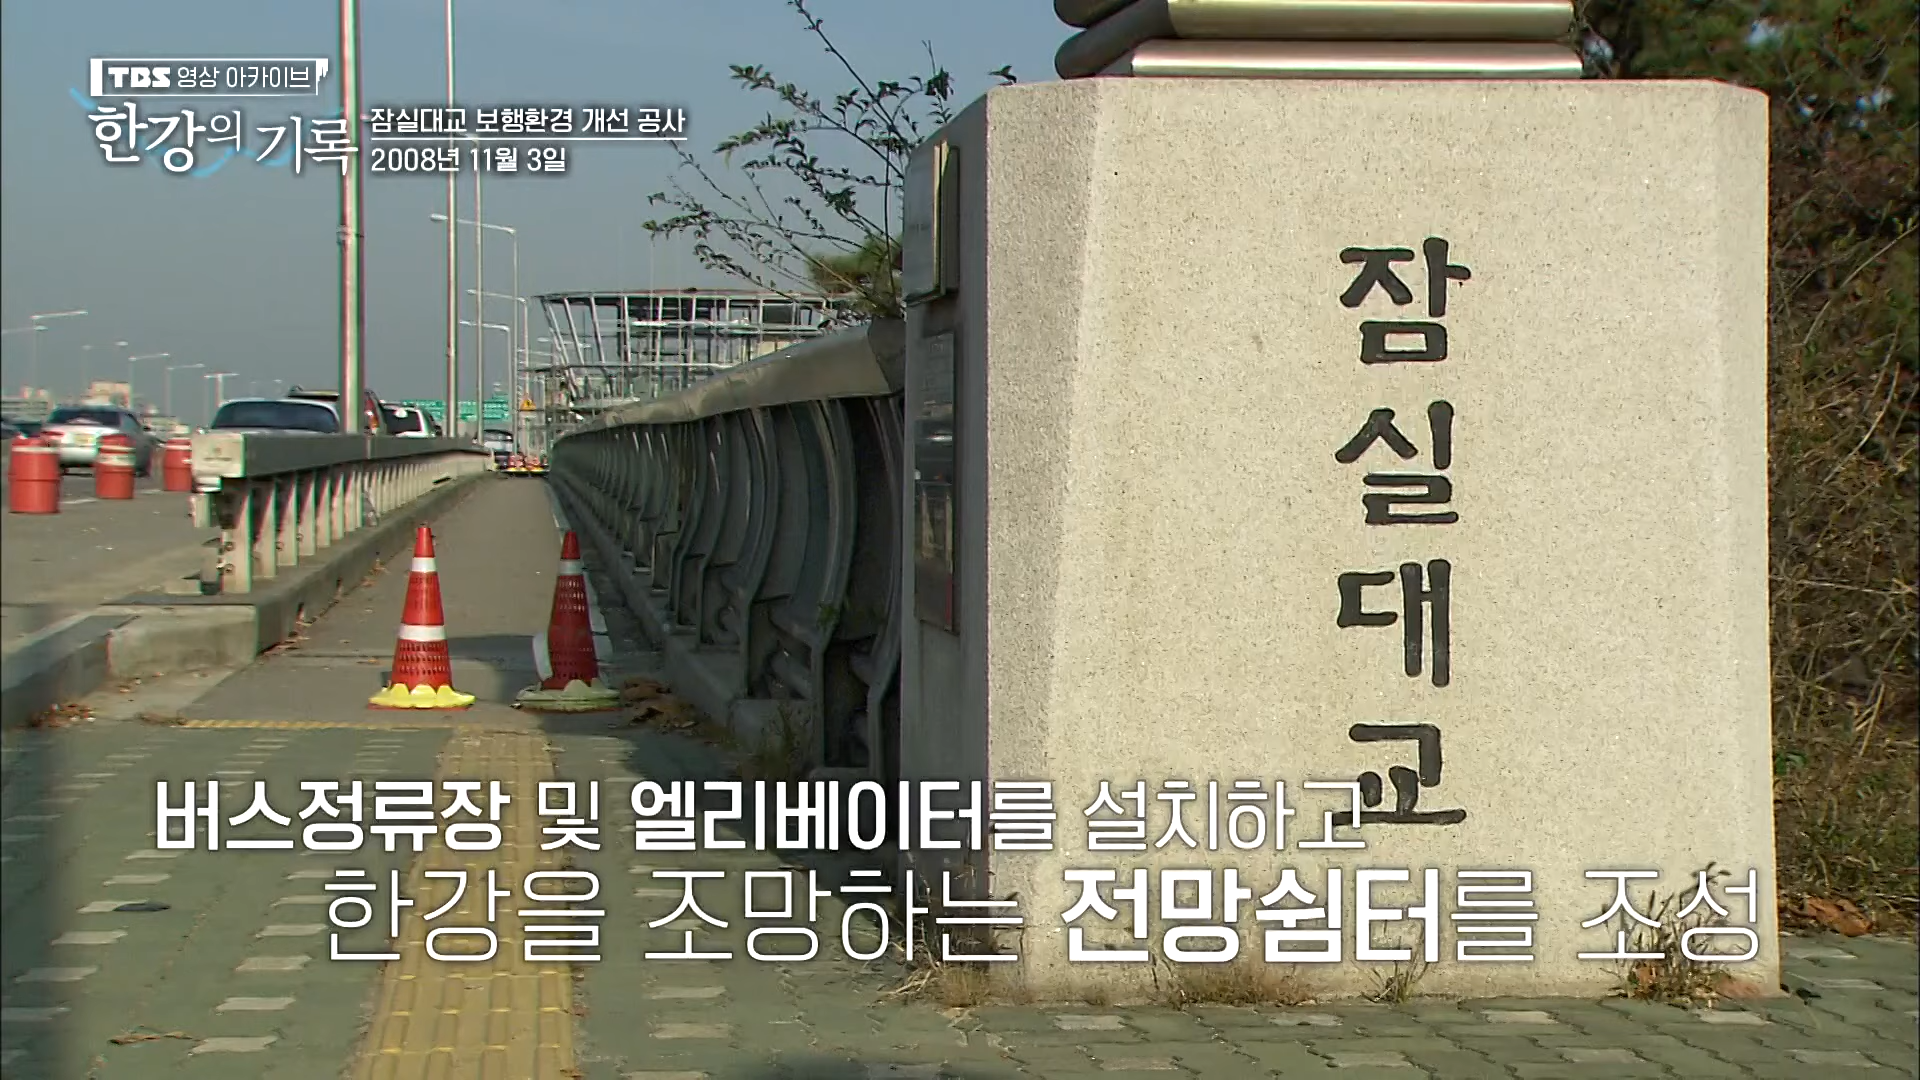 TBS 영상 아카이브
한강의 기록
잠실대교 보행환경 개선 공사
2008년 11월 3일
잠실대교
버스정류장 및 엘리베이터를 설치하고
한강을 조망하는 전망쉼터를 조성